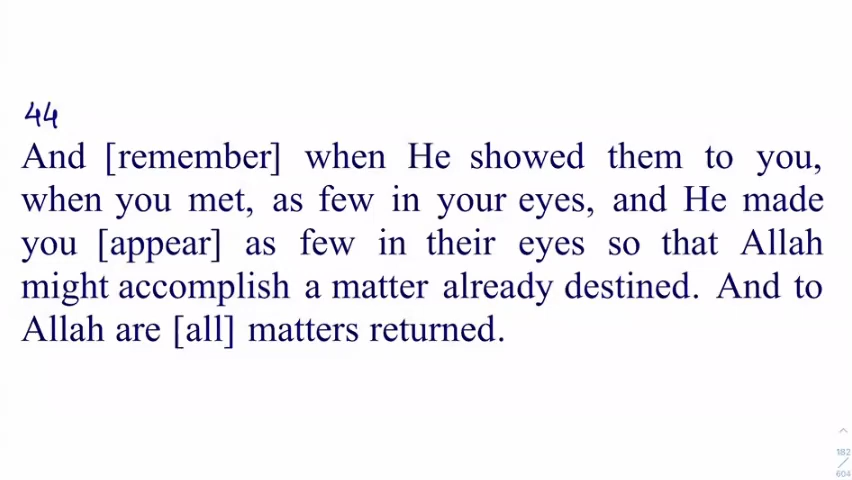 44
And [remember] when He showed them to you,
when you met, as few in your eyes, and He made
you [appear] as few in their eyes so that Allah
might accomplish a matter already destined. And to
Allah are [all] matters returned.
182
/
604